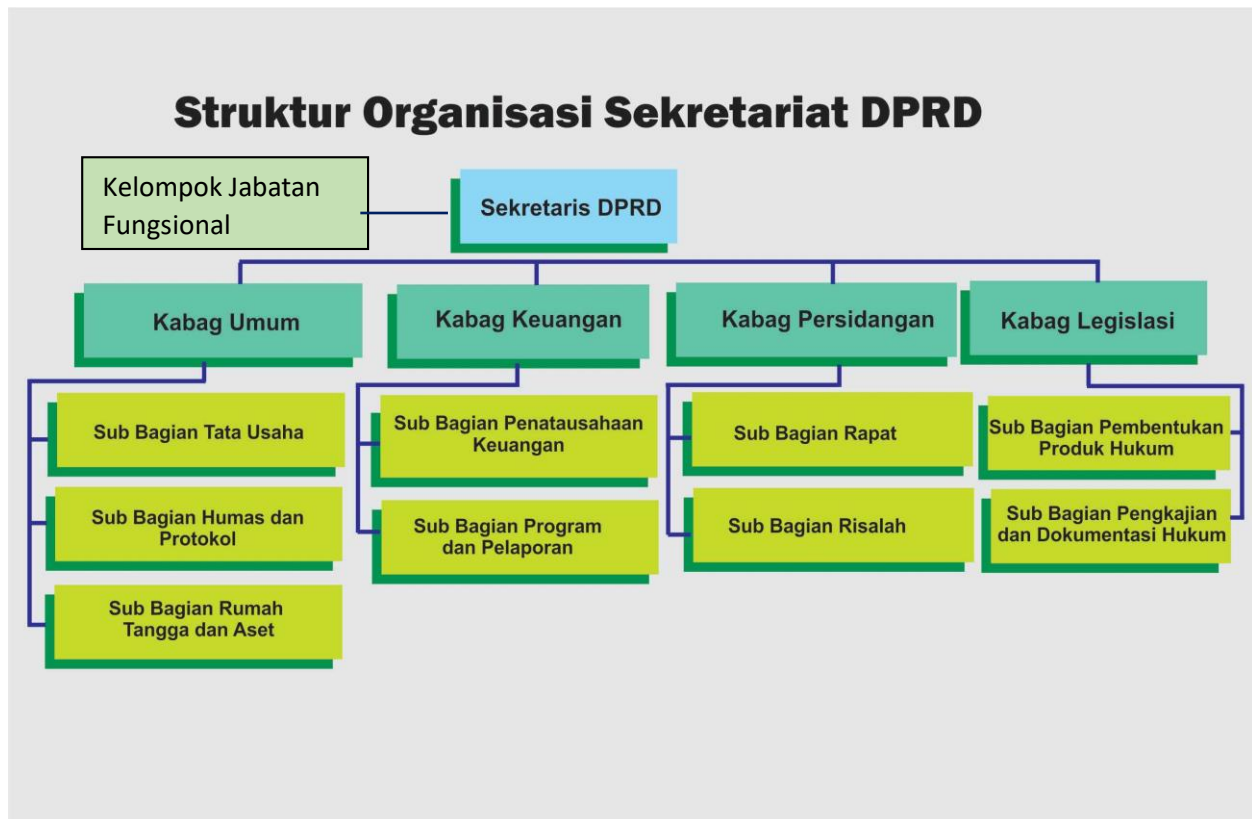 Struktur Organisasi Sekretariat DPRD
Kelompok Jabatan
Fungsional
Sekretaris DPRD
Kabag Umum
Kabag Keuangan
Kabag Persidangan
Kabag Legislasi
Sub Bagian Tata Usaha
Sub Bagian Humas dan
Protokol
Sub Bagian Rumah
Tangga dan Aset
Sub Bagian Penatausahaan
Keuangan
Sub Bagian Program
dan Pelaporan
Sub Bagian Rapat
Sub Bagian Risalah
Sub Bagian Pembentukan
Produk Hukum
Sub Bagian Pengkajian
dan Dokumentasi Hukum